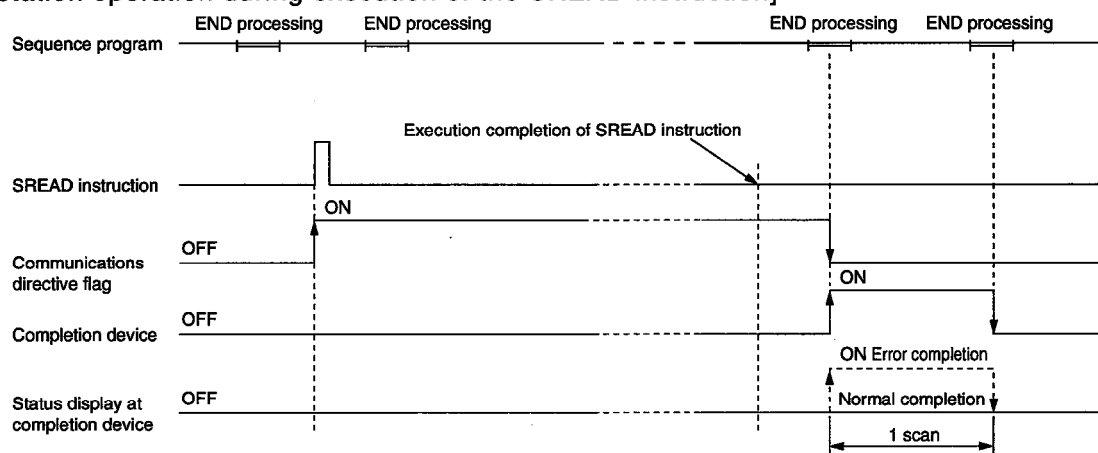 END processing END processing END processing END processing
Sequence program
Execution completion of SREAD instruction
SREAD instruction
ON
OFF
Communications
directive flag
ON
OFF
Completion device
ON Error completion
OFF
Normal completion
Status display at
completion device
1 scan